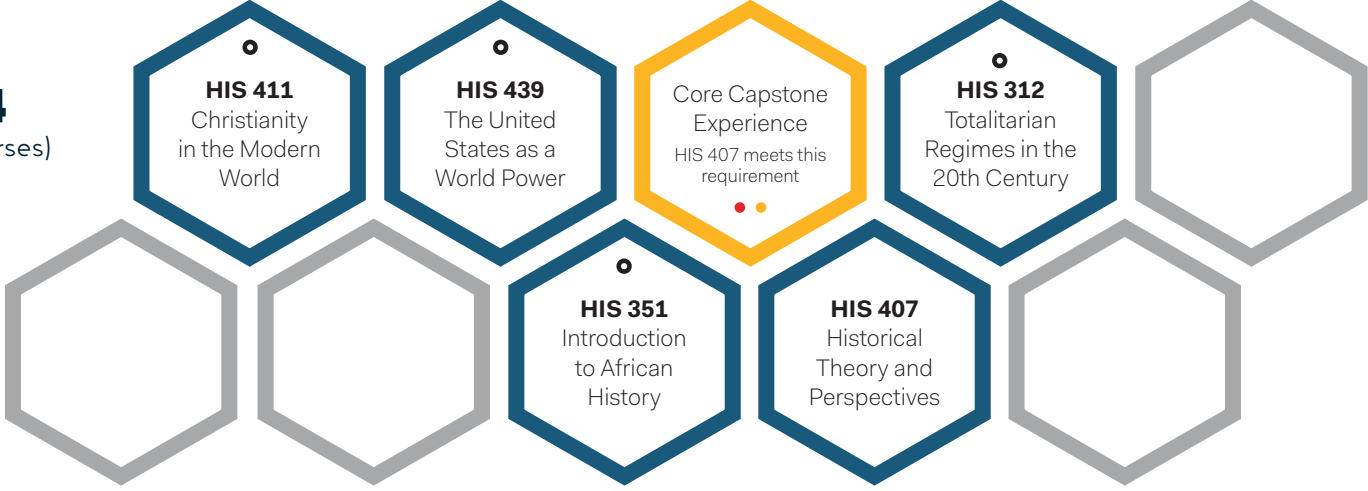 4
rses)
HIS 411
Christianity
in the Modern
World
HIS 439
The United
States as a
World Power
Core Capstone
Experience
HIS 407 meets this
requirement
HIS 312
Totalitarian
Regimes in the
20th Century
HIS 351
Introduction
to African
History
HIS 407
Historical
Theory and
Perspectives